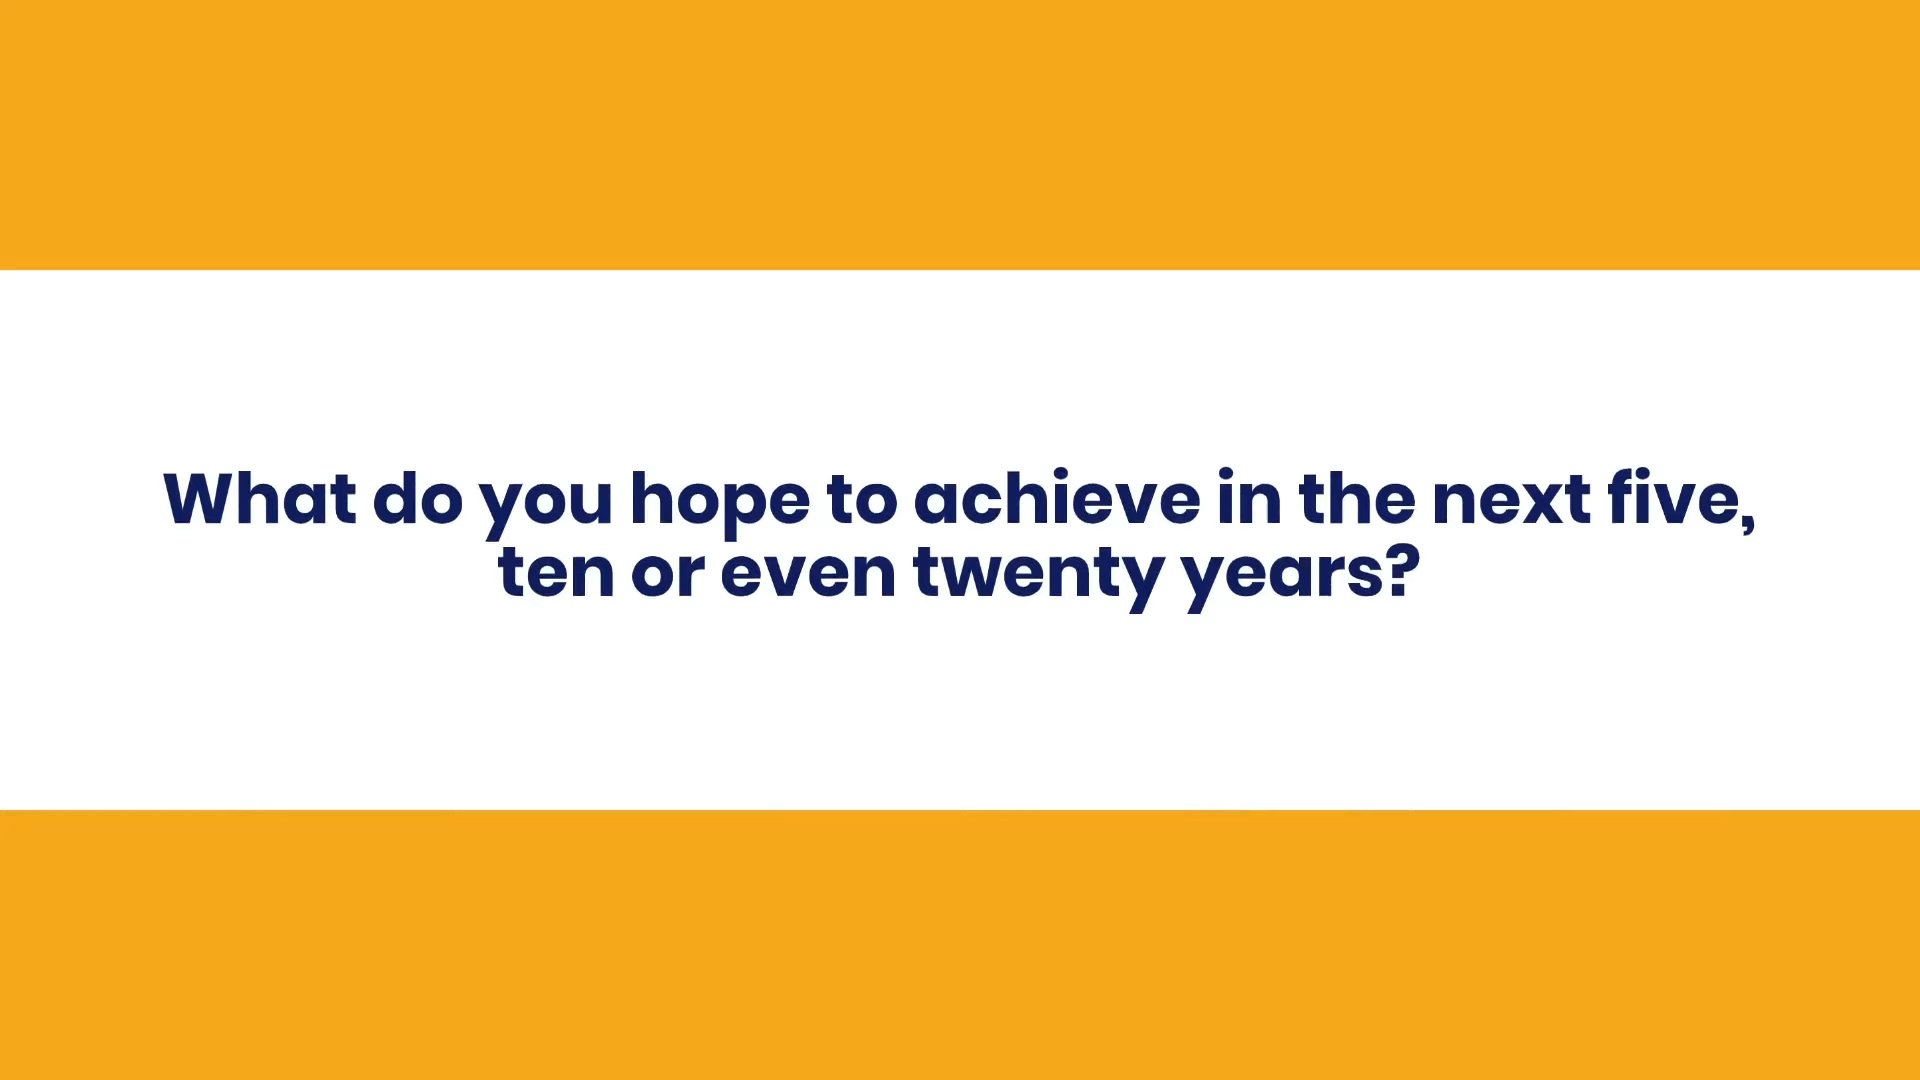 What do you hope to achieve in the next five,
ten or even twenty years?